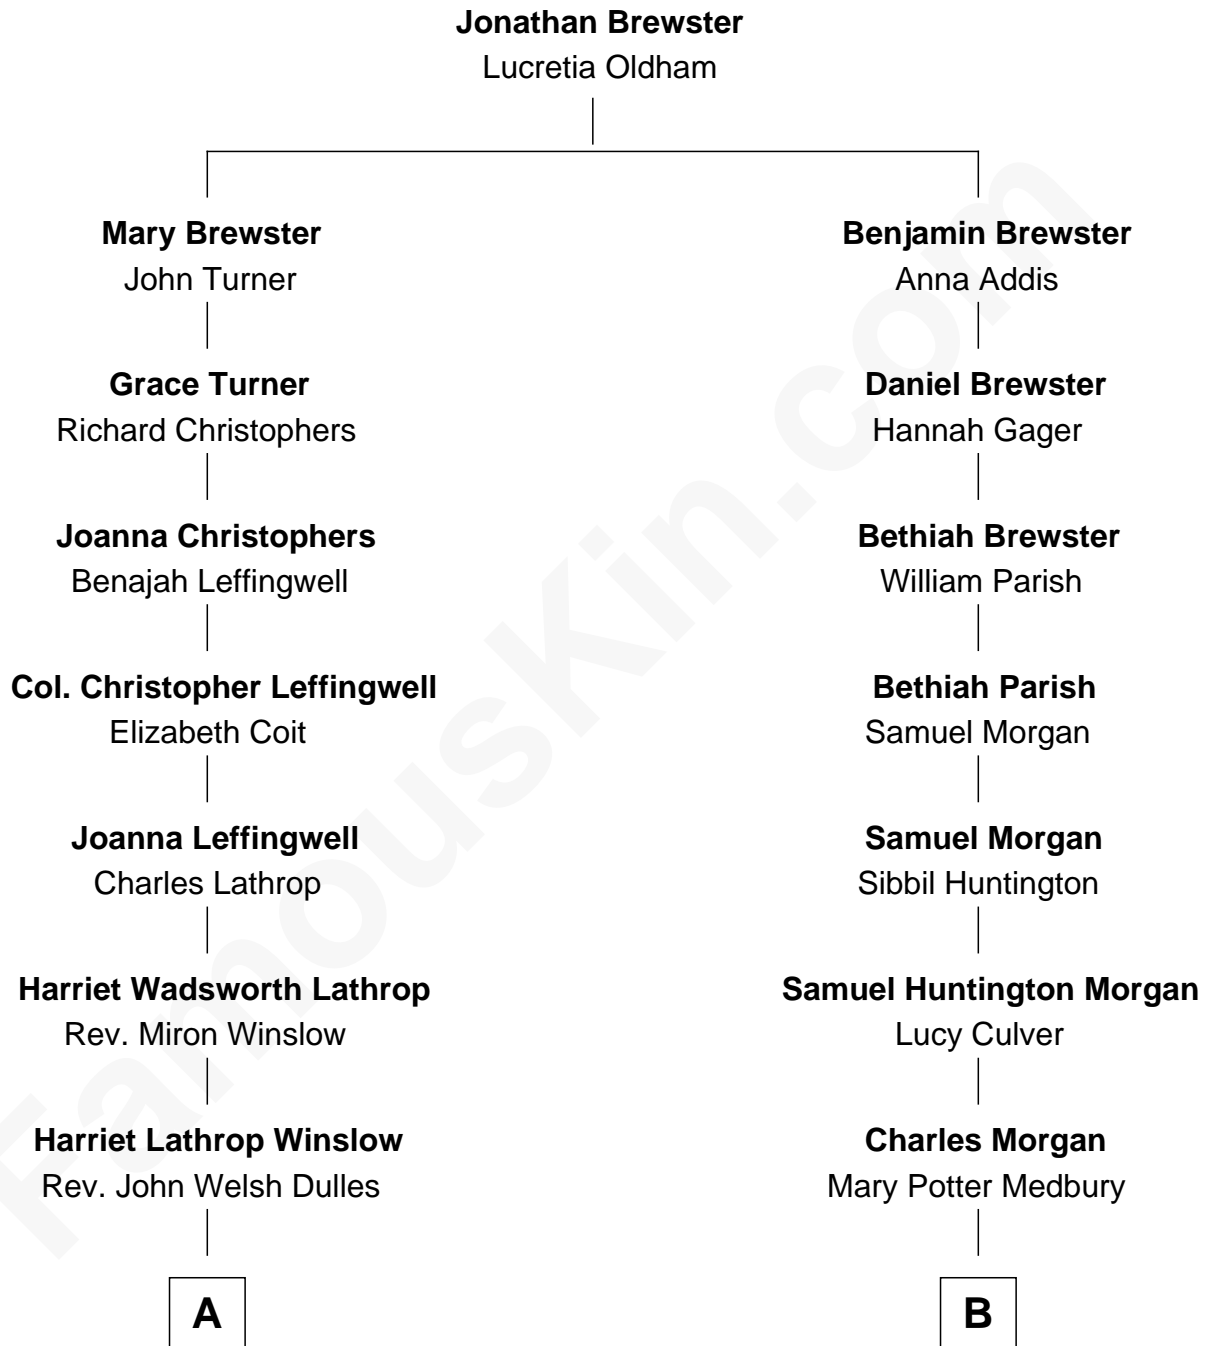 Jonathan Brewster
Lucretia Oldham
Mary Brewster
John Turner
Benjamin Brewster
Anna Addis
Grace Turner
Richard Christophers
Daniel Brewster
Hannah Gager
Joanna Christophers
Benajah Leffingwell
Bethiah Brewster
William Parish
Col. Christopher Leffingwell
Elizabeth Coit
Bethiah Parish
Samuel Morgan
Joanna Leffingwell
Charles Lathrop
Samuel Morgan
Sibbil Huntington
Harriet Wadsworth Lathrop
Rev. Miron Winslow
Samuel Huntington Morgan
Lucy Culver
Harriet Lathrop Winslow
Rev. John Welsh Dulles
Charles Morgan
Mary Potter Medbury
A
B
FamousKin.com